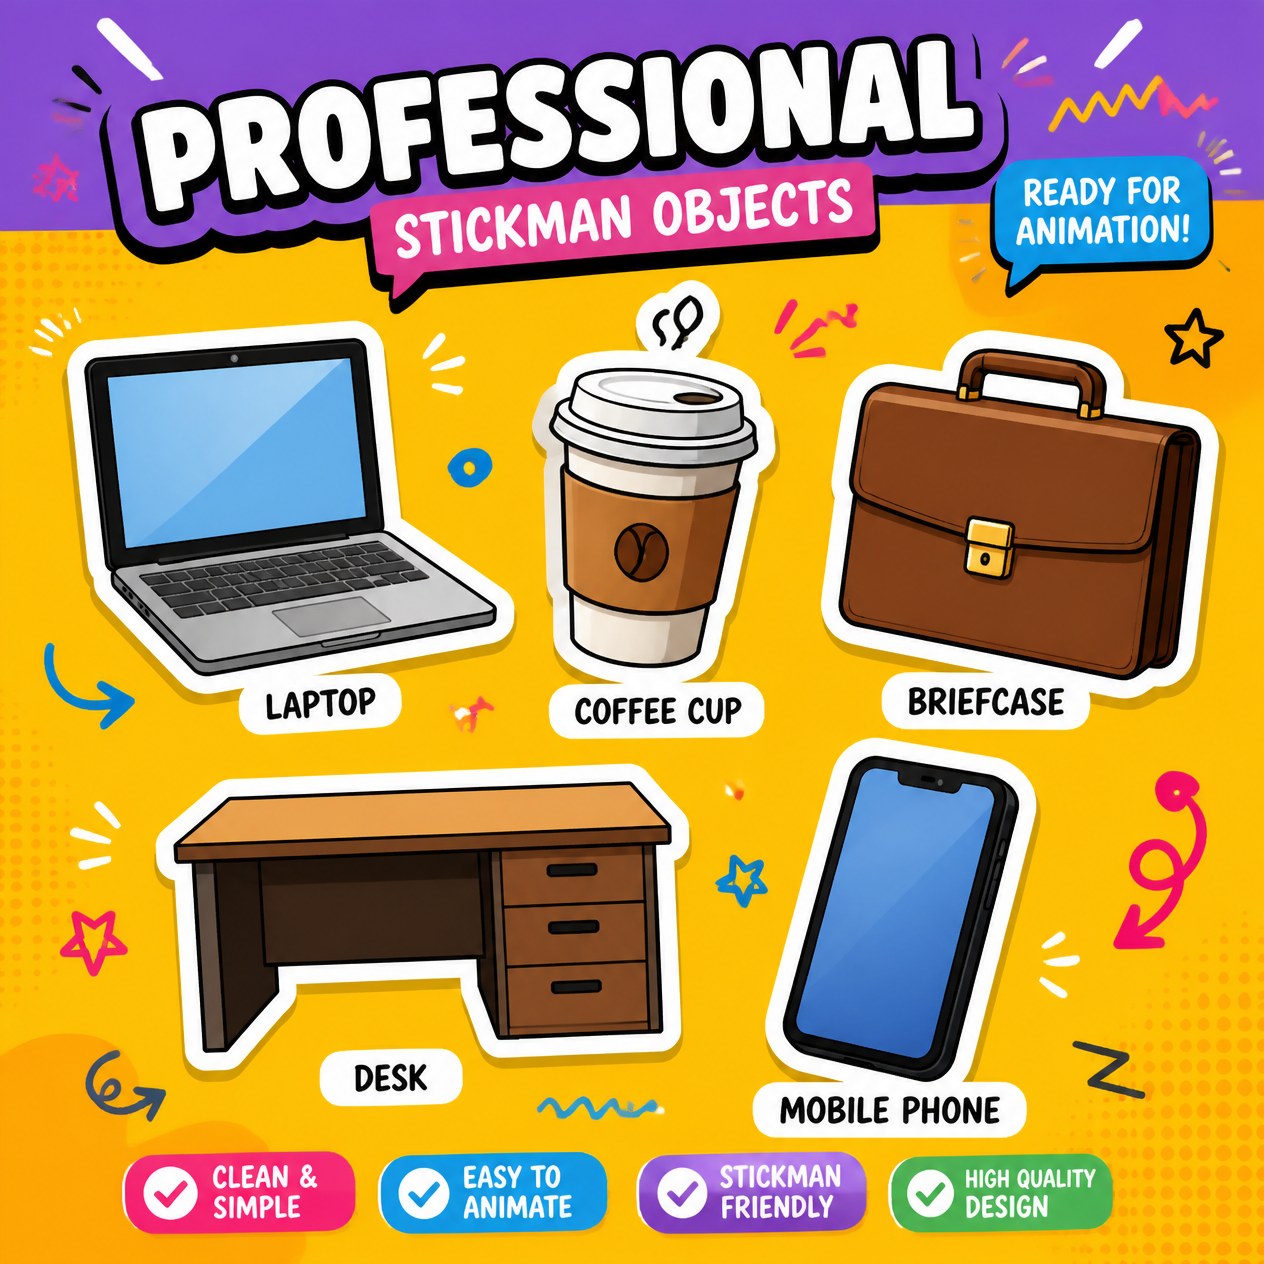 PROFESSIONAL
STICKMAN OBJECTS
READY FOR
ANIMATION!
LAPTOP
COFFEE CUP
BRIEFCASE
DESK
MOBILE PHONE
CLEAN &
SIMPLE
EASY TO
ANIMATE
STICKMAN
FRIENDLY
HIGH QUALITY
DESIGN